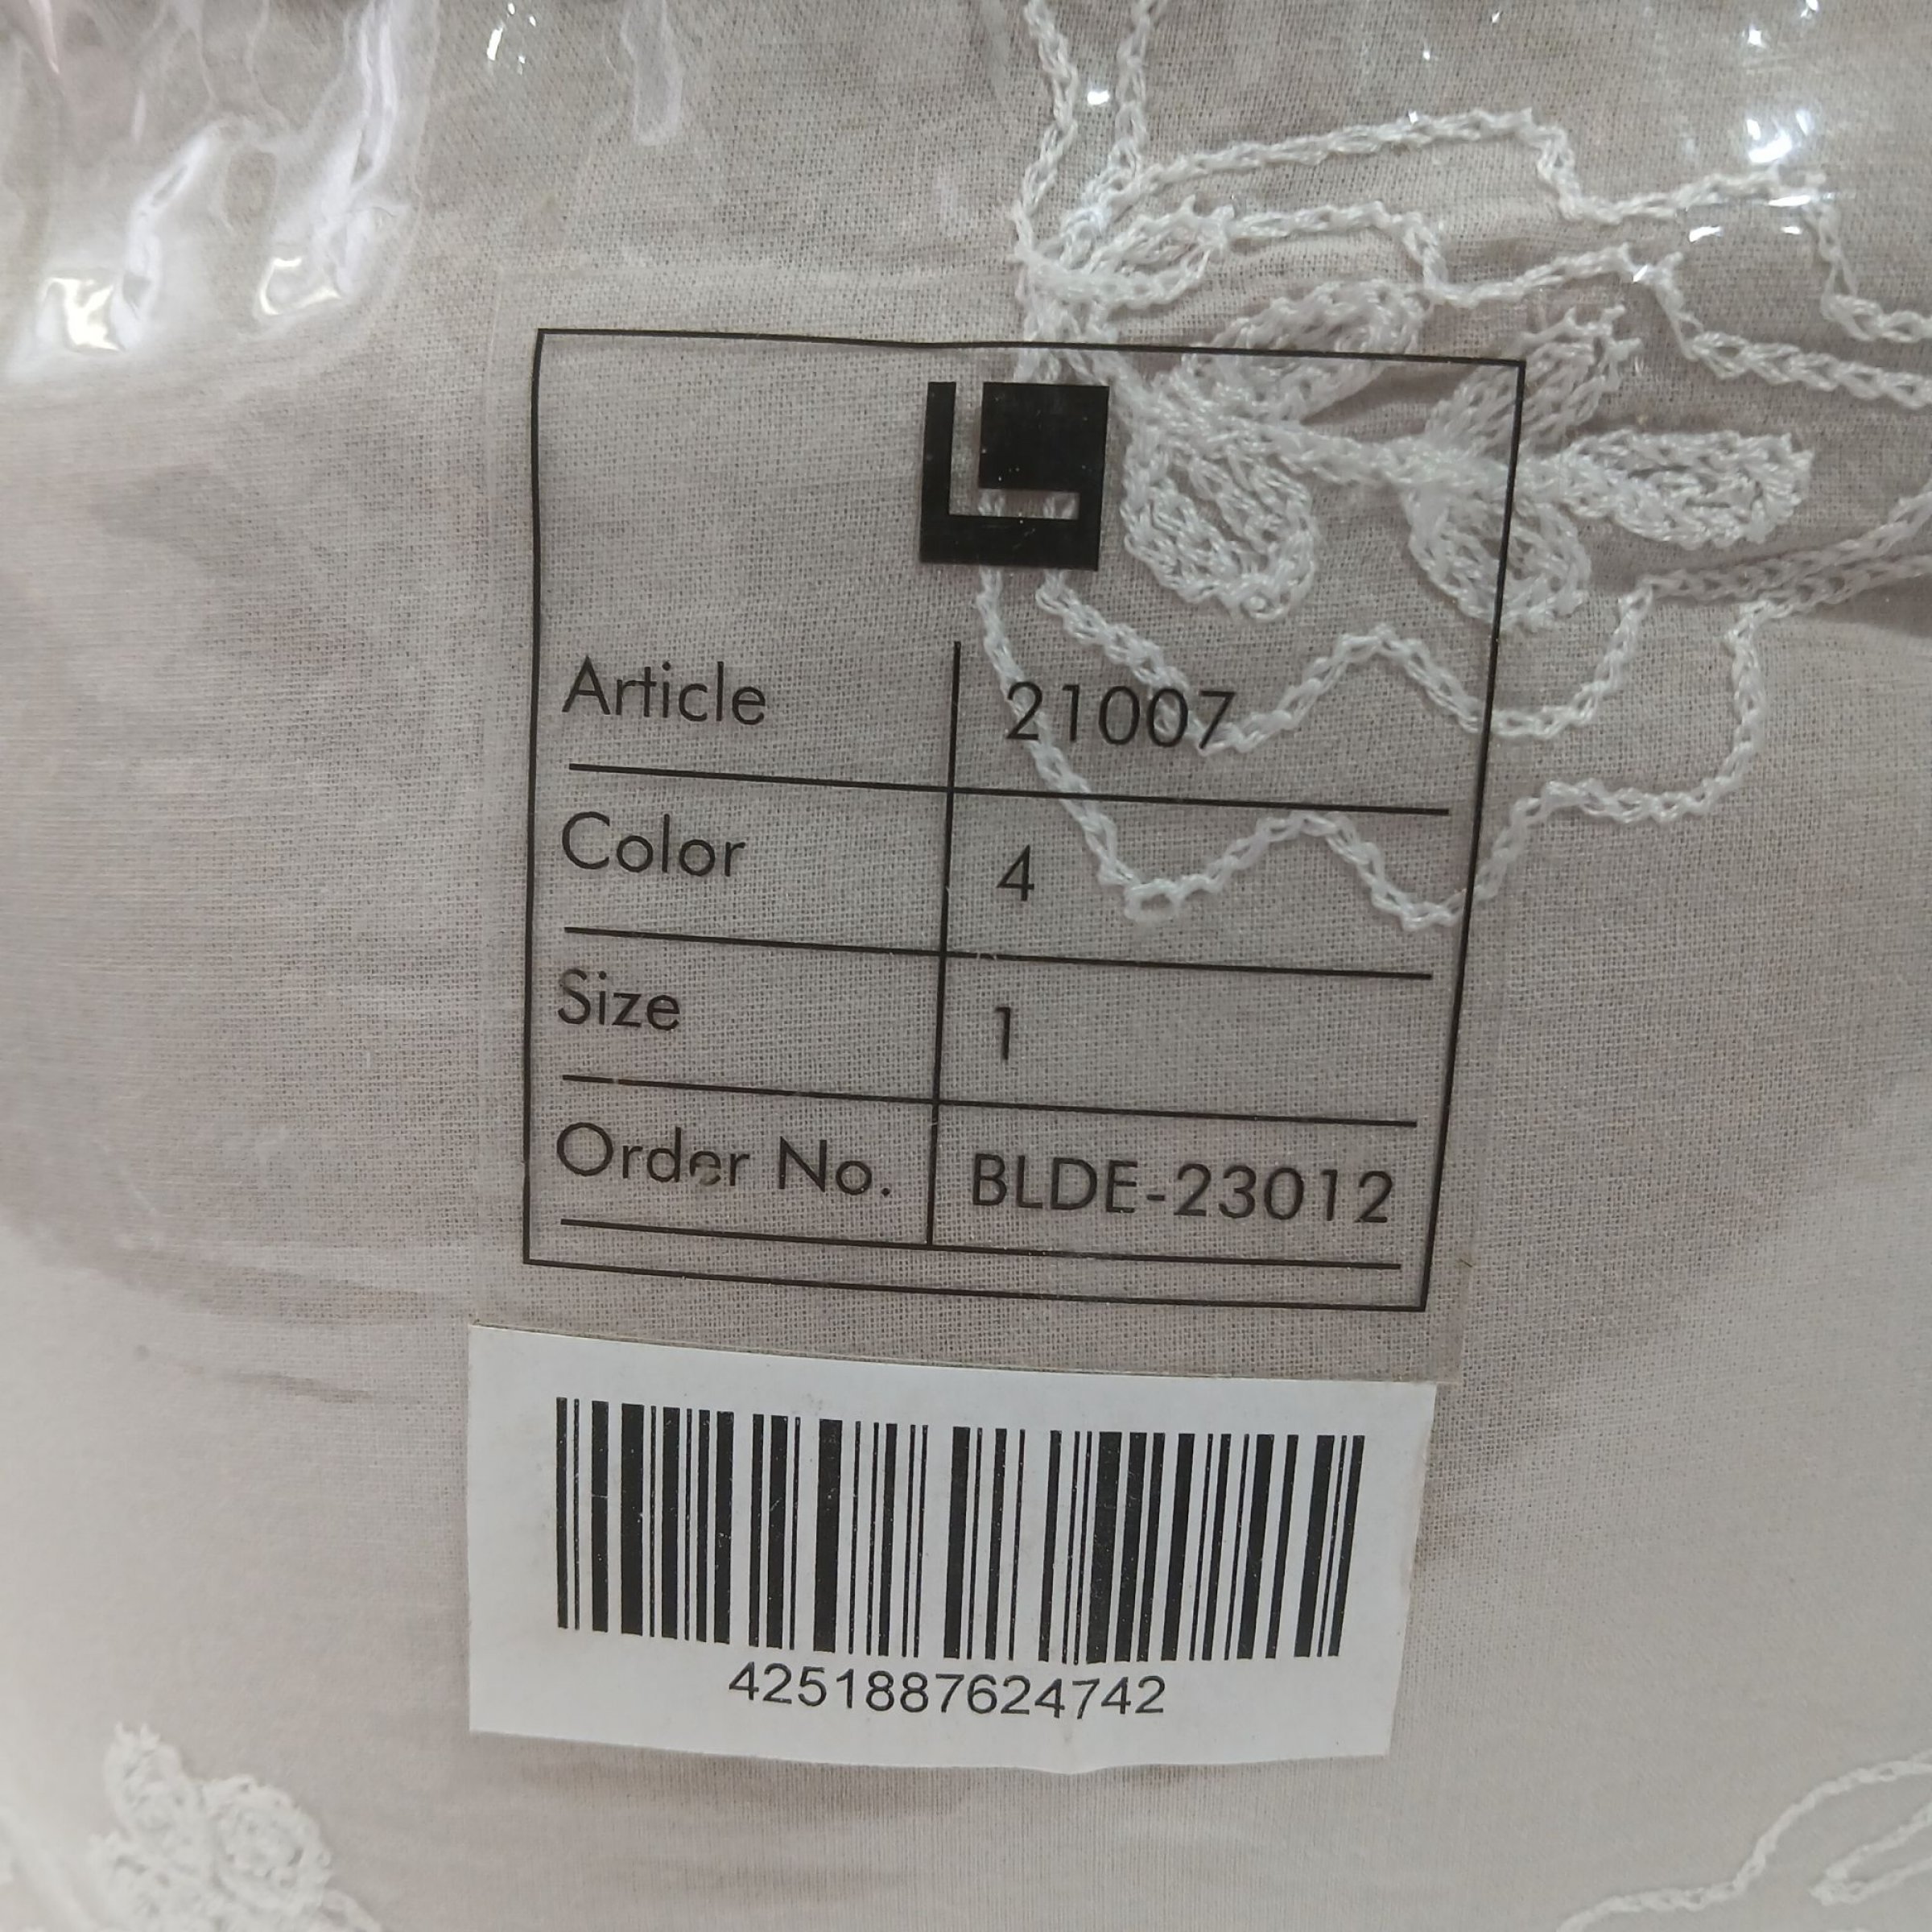 Article 21007
Color 4
Size 1
Order No. BLDE-23012
4251887624742